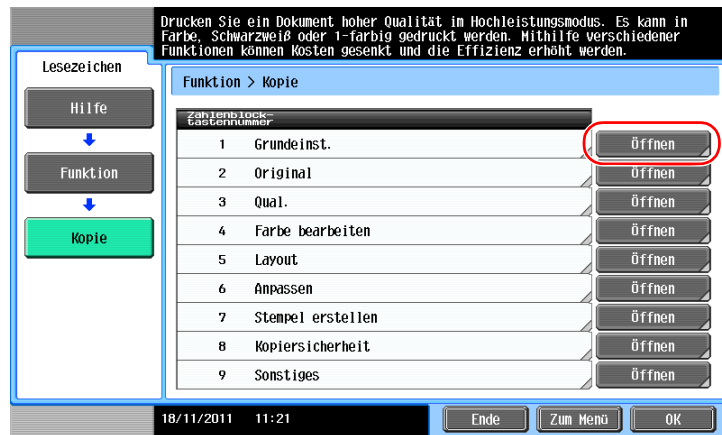 Drucken Sie ein Dokument hoher Qualität im Hochleistungsmodus. Es kann in
Farbe, Schwarzweiß oder 1-farbig gedruckt werden. Mithilfe verschiedener
Funktionen können Kosten gesenkt und die Effizienz erhöht werden.
Lesezeichen
Hilfe
Funktion
Kopie
Funktion > Kopie
Zahlenblock-
tastennummer
1 Grundeinst. Öffnen
2 Original Öffnen
3 Qual. Öffnen
4 Farbe bearbeiten Öffnen
5 Layout Öffnen
6 Anpassen Öffnen
7 Stempel erstellen Öffnen
8 Kopiersicherheit Öffnen
9 Sonstiges Öffnen
18/11/2011 11:21 Ende Zum Menü OK